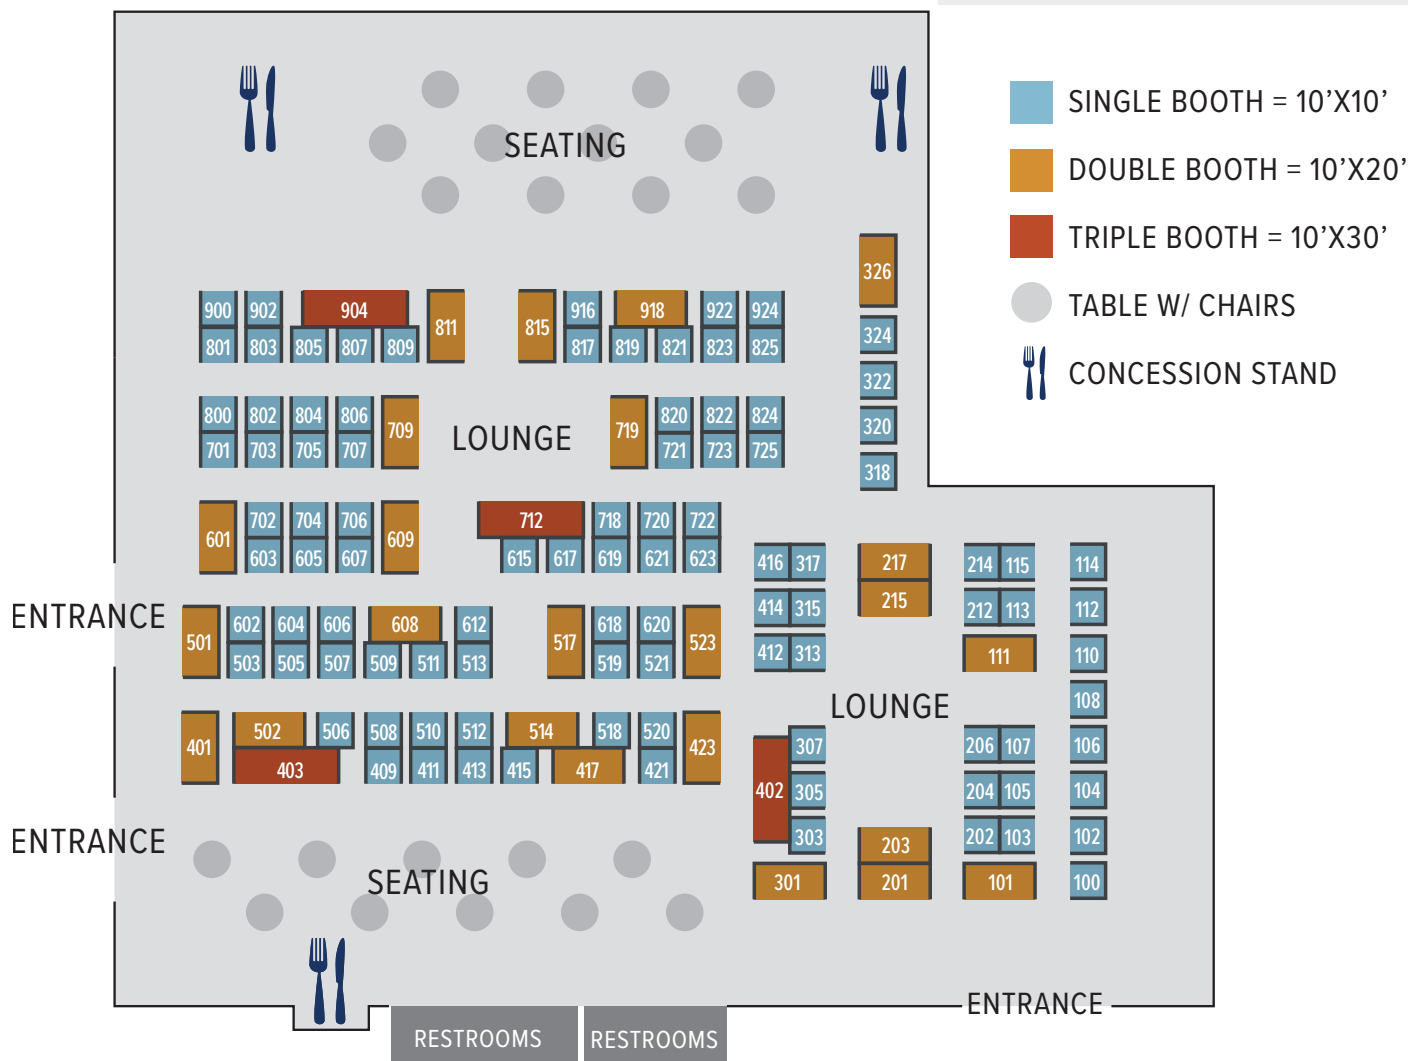 SINGLE BOOTH = 10'X10'
DOUBLE BOOTH = 10'X20'
TRIPLE BOOTH = 10'X30'
TABLE W/ CHAIRS
CONCESSION STAND
SEATING
326
324
322
320
318
900 902 904 811 815 916 918 922 924
801 803 805 807 809 817 819 821 823 825
800 802 804 806 709 LOUNGE 719 820 822 824
701 703 705 707 721 723 725
601 702 704 706 609 712 718 720 722
603 605 607 615 617 619 621 623
416 317 217 214 115 114
414 315 215 212 113 112
412 313 111 110
ENTRANCE
501 602 604 606 608 612 517 618 620 523
503 505 507 509 511 513 519 521
LOUNGE
108
401 502 506 508 510 512 514 518 520 423
403 409 411 413 415 417 421
402 307 206 107 106
305 204 105 104
303 203 202 103 102
301 201 101 100
ENTRANCE
SEATING
ENTRANCE
RESTROOMS RESTROOMS